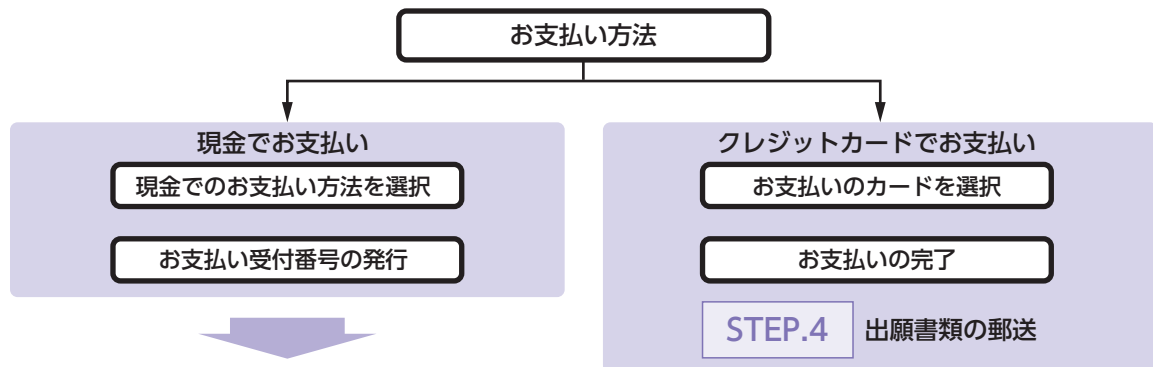 お支払い方法
現金でお支払い
現金でのお支払い方法を選択
お支払い受付番号の発行
クレジットカードでお支払い
お支払いのカードを選択
お支払いの完了
STEP.4 出願書類の郵送